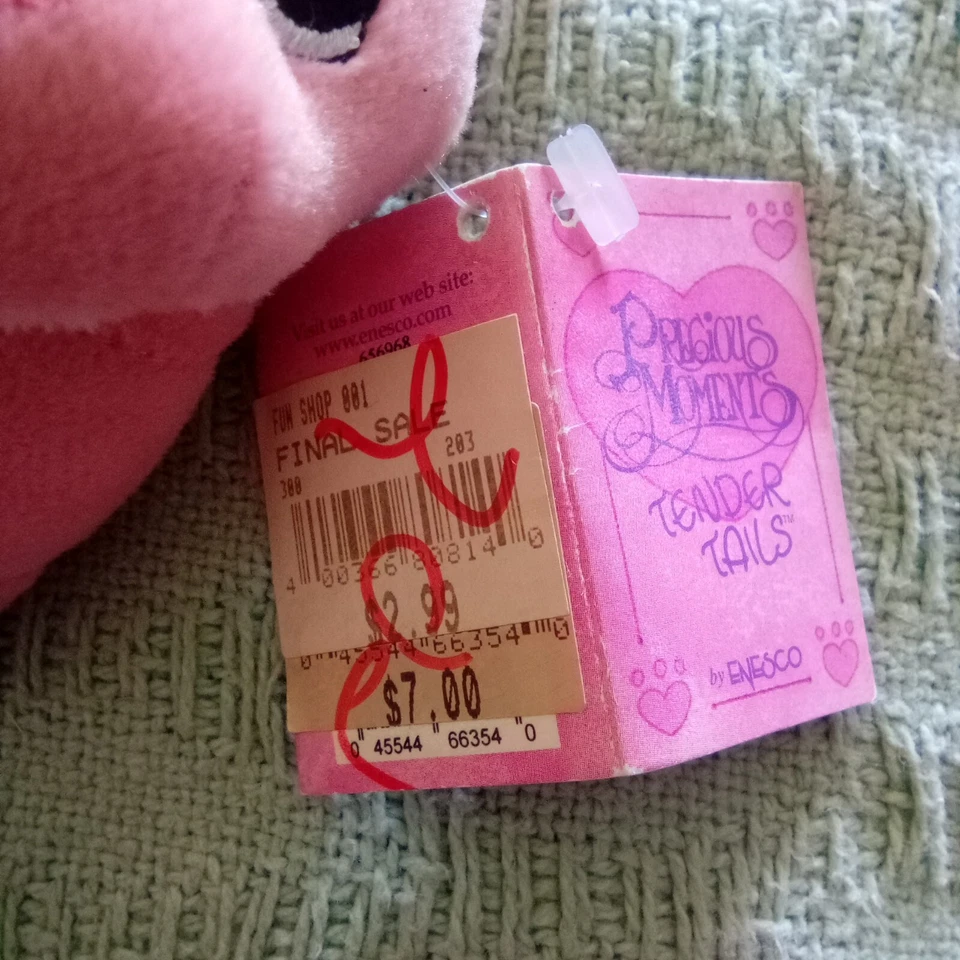 Visit us at our web site:
www.enesco.com
656968
FUN SHOP 001
FINAL SALE
203
300
4 00366 80814 0
$2.99
0 45544 66354 0
$7.00
0 45544 66354 0
PRECIOUS
MOMENTS
TENDER
TAILS™
by ENESCO